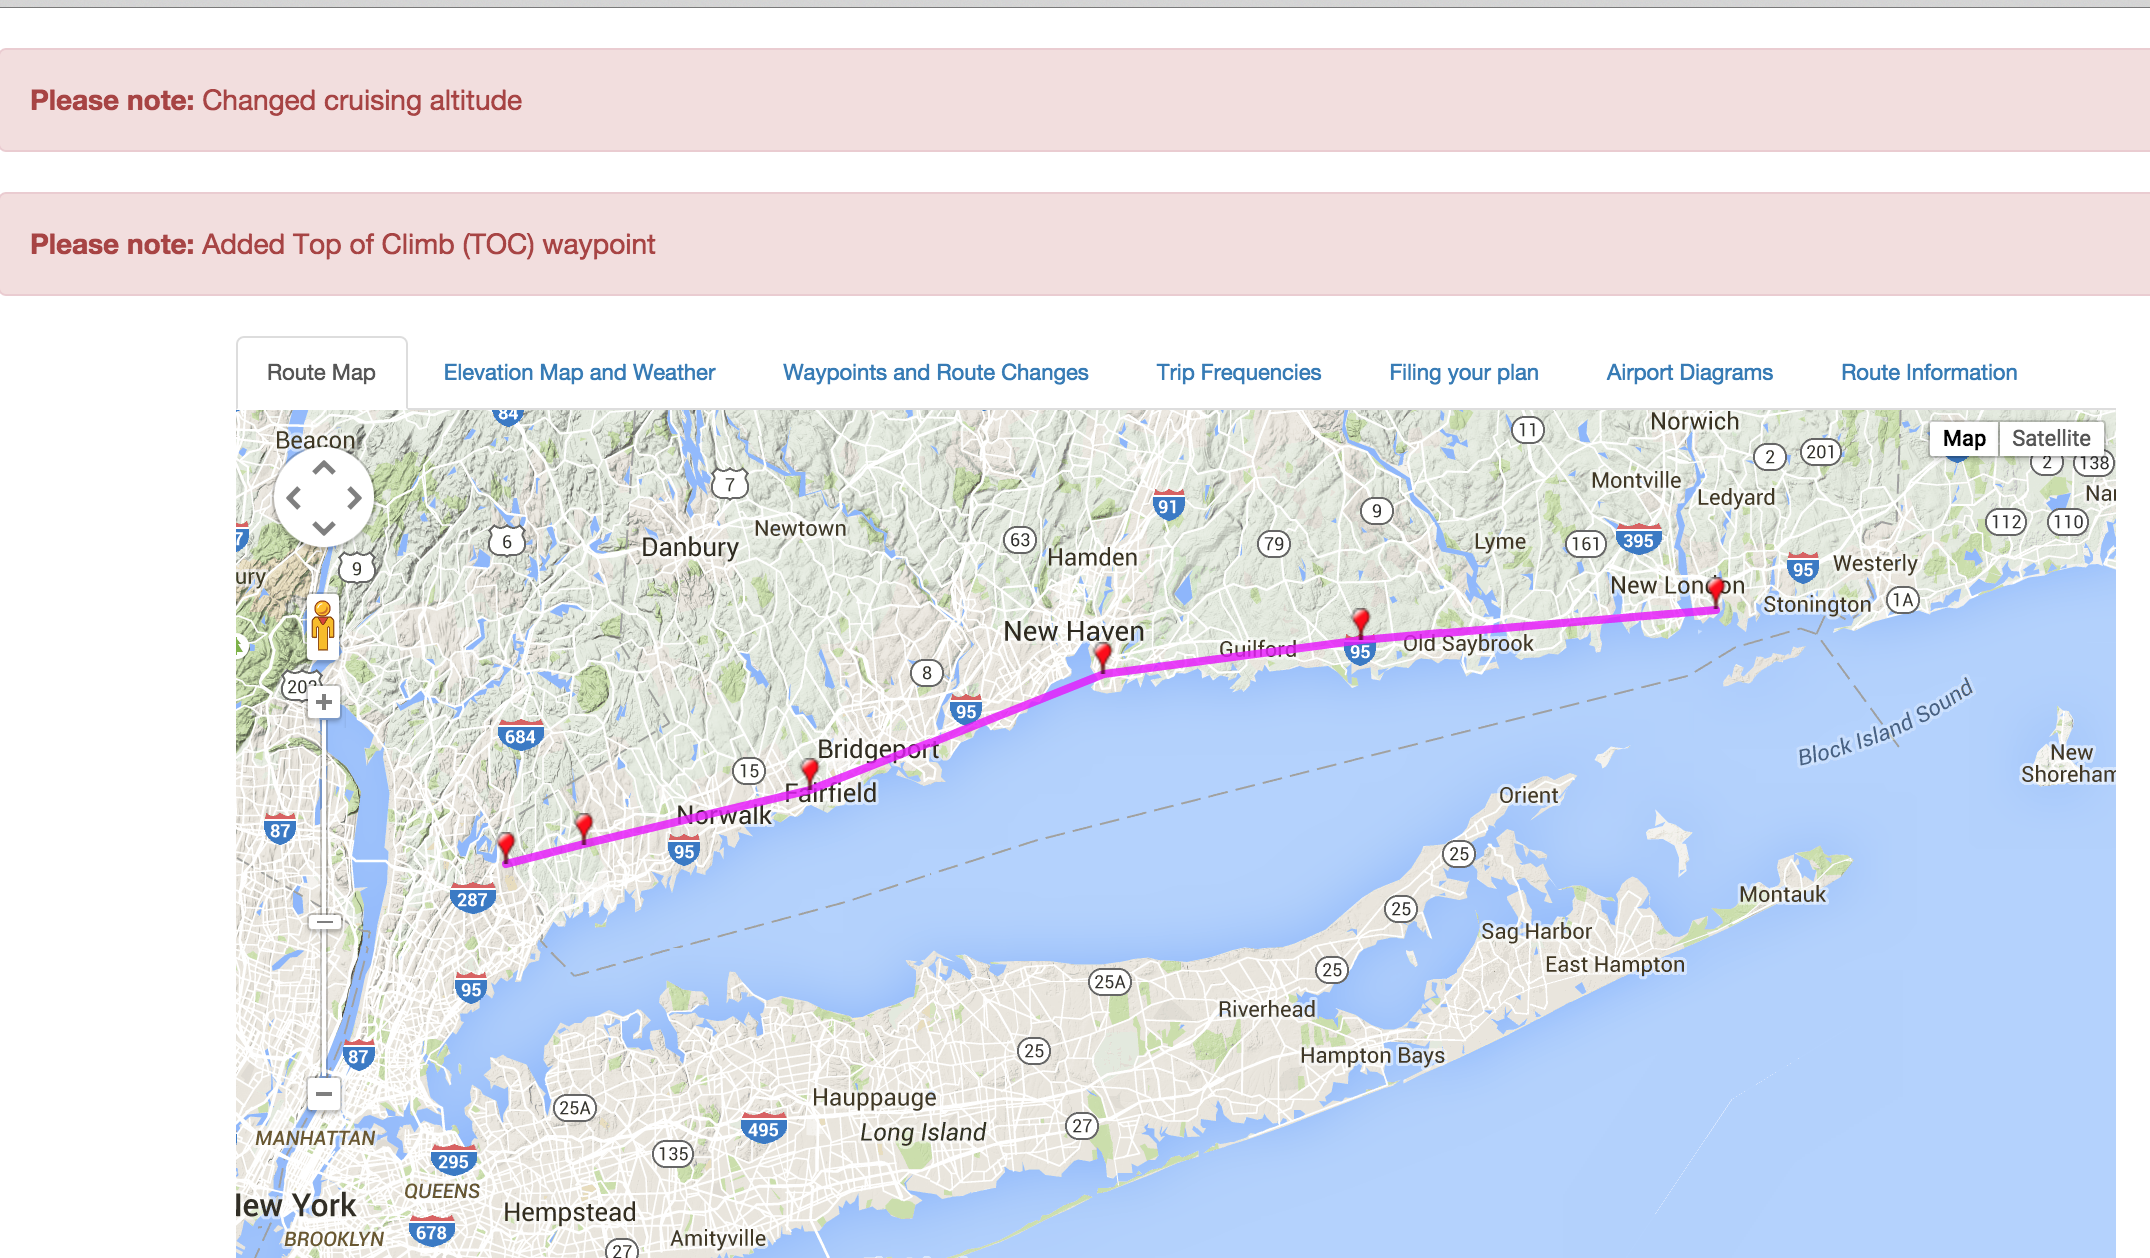 Please note: Changed cruising altitude
Please note: Added Top of Climb (TOC) waypoint
Route Map
Elevation Map and Weather
Waypoints and Route Changes
Trip Frequencies
Filing your plan
Airport Diagrams
Route Information
84
Beacon
11
Norwich
Map
Satellite
2
201
2
138
7
Montville
Ledyard
Nar
91
9
112
110
Newtown
6
63
79
Lyme
161
395
7
Danbury
Hamden
9
ury
95
Westerly
New London
1A
Stonington
New Haven
Guilford
95
Old Saybrook
8
202
95
684
Block Island Sound
Bridgeport
New
Shoreham
15
Fairfield
Orient
Norwalk
87
95
25
287
Montauk
25
Sag Harbor
East Hampton
25
25A
95
Riverhead
87
25
Hampton Bays
Hauppauge
25A
495
27
Long Island
MANHATTAN
135
295
QUEENS
New York
Hempstead
678
BROOKLYN
Amityville
27